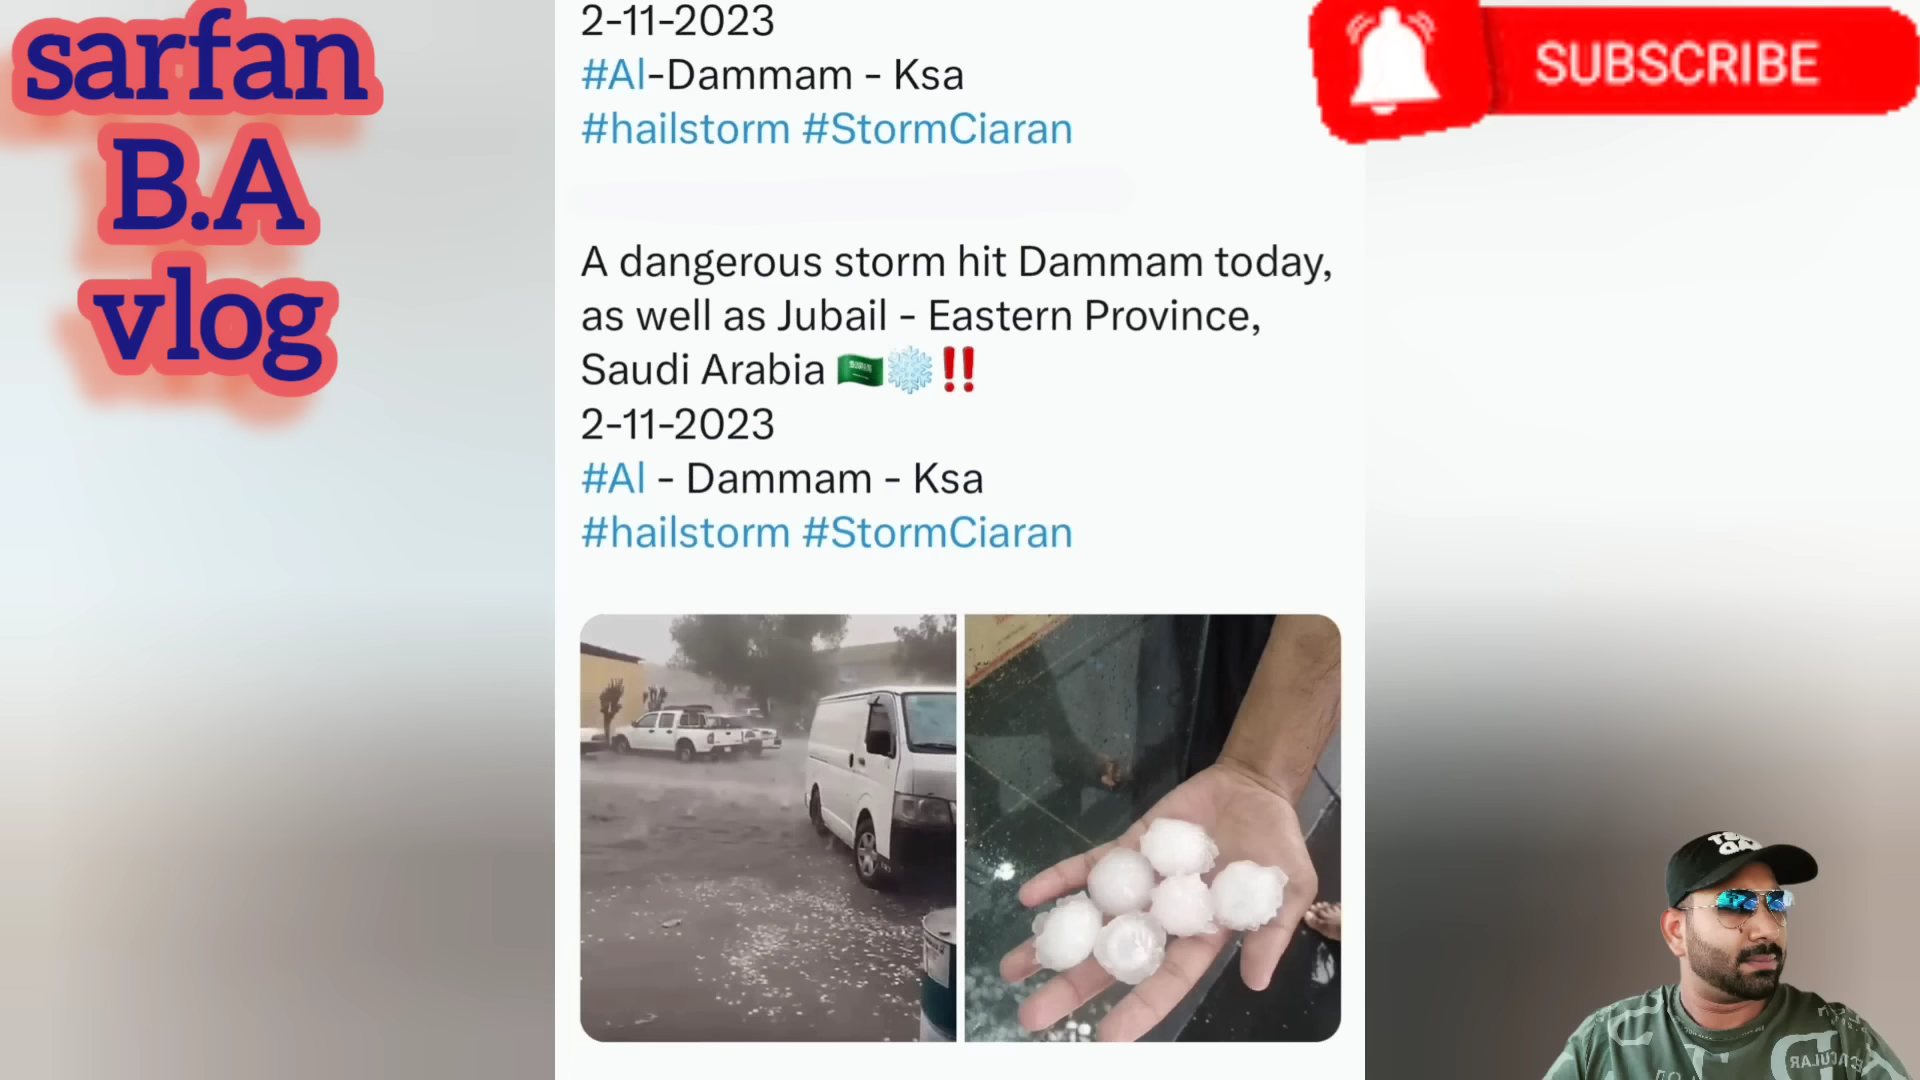 sarfan
B.A
vlog
2-11-2023
#Al-Dammam - Ksa
#hailstorm #StormCiaran
SUBSCRIBE
A dangerous storm hit Dammam today,
as well as Jubail - Eastern Province,
Saudi Arabia 🇸🇦❄️‼️
2-11-2023
#Al - Dammam - Ksa
#hailstorm #StormCiaran